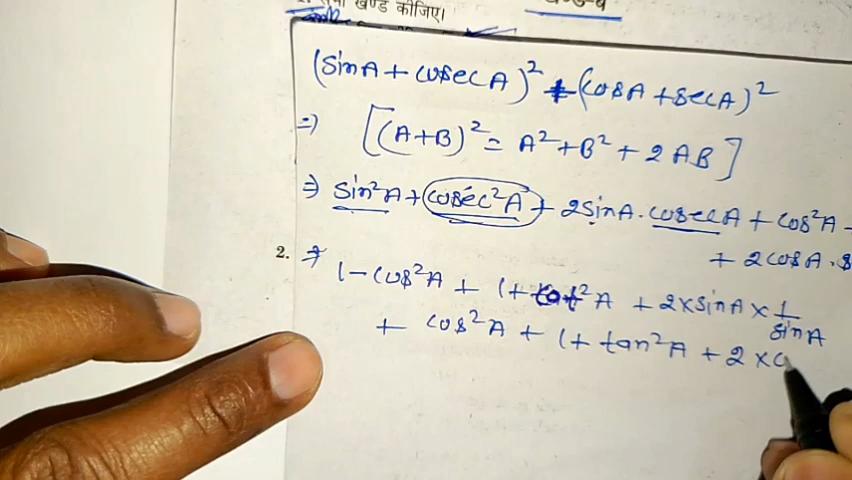 खण्ड कीजिए। खण्ड-ब
(sinA + cosecA)² + (cosA + secA)²
⇒ [(A+B)² = A² + B² + 2AB]
⇒ sin²A + cosec²A + 2sinA. cosecA + cos²A
+ 2cosA.
2. ⇒ 1-cos²A + 1+ cot²A + 2×sinA× 1/sinA
+ cos²A + 1+ tan²A + 2×